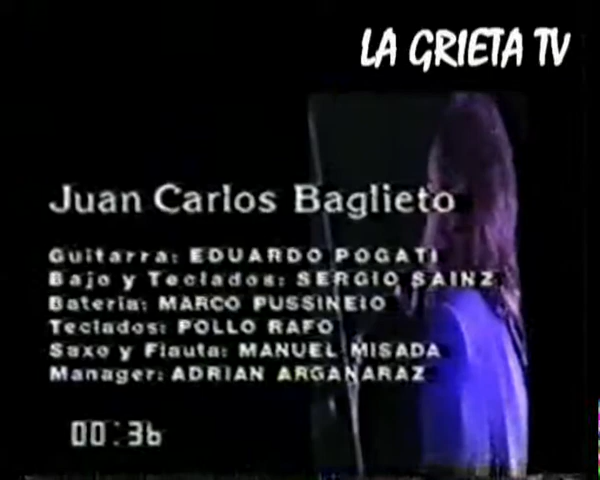 LA GRIETA TV
Juan Carlos Baglieto
Guitarra: EDUARDO POGATI
Bajo y Teclados: SERGIO SAINZ
Bateria: MARCO PUSSINEIO
Teclados: POLLO RAFO
Saxo y Flauta: MANUEL MISADA
Manager: ADRIAN ARGANARAZ
00:36